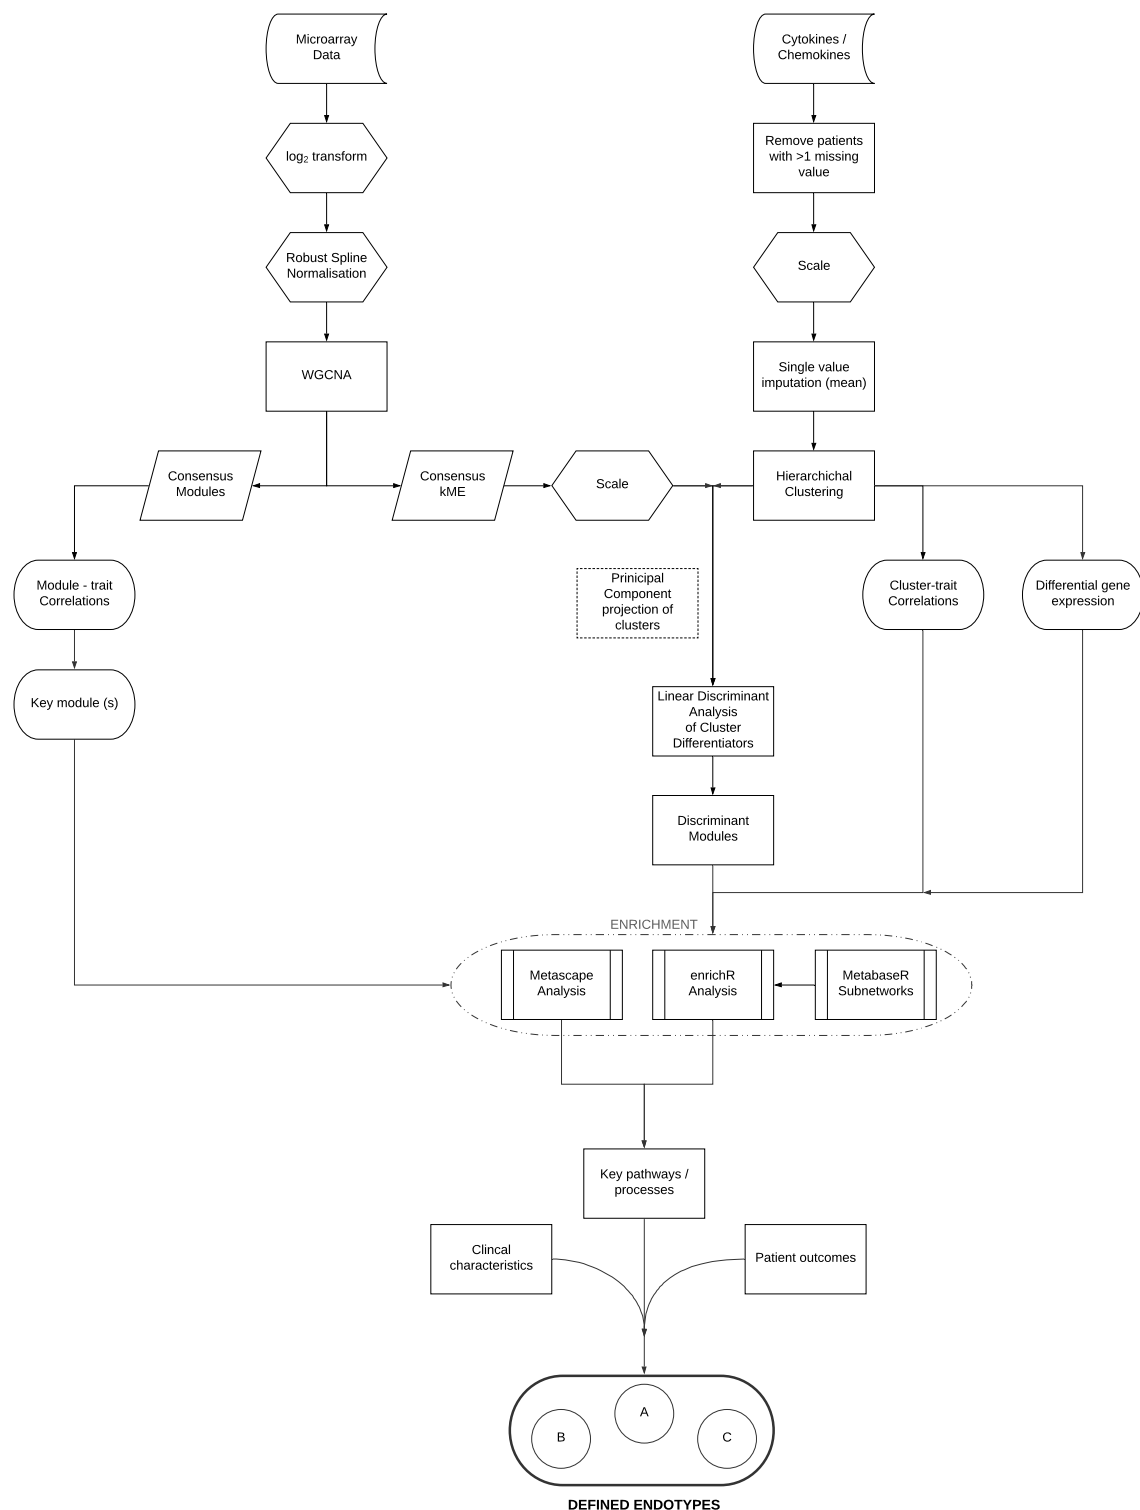 Microarray
Data
Cytokines /
Chemokines
log₂ transform
Remove patients
with >1 missing
value
Robust Spline
Normalisation
Scale
WGCNA
Single value
imputation (mean)
Consensus
Modules
Consensus
kME
Scale
Hierarchichal
Clustering
Module - trait
Correlations
Prinicipal
Component
projection of
clusters
Cluster-trait
Correlations
Differential gene
expression
Key module (s)
Linear Discriminant
Analysis
of Cluster
Differentiators
Discriminant
Modules
ENRICHMENT
Metascape
Analysis
enrichR
Analysis
MetabaseR
Subnetworks
Key pathways /
processes
Clincal
characteristics
Patient outcomes
A
B
C
DEFINED ENDOTYPES